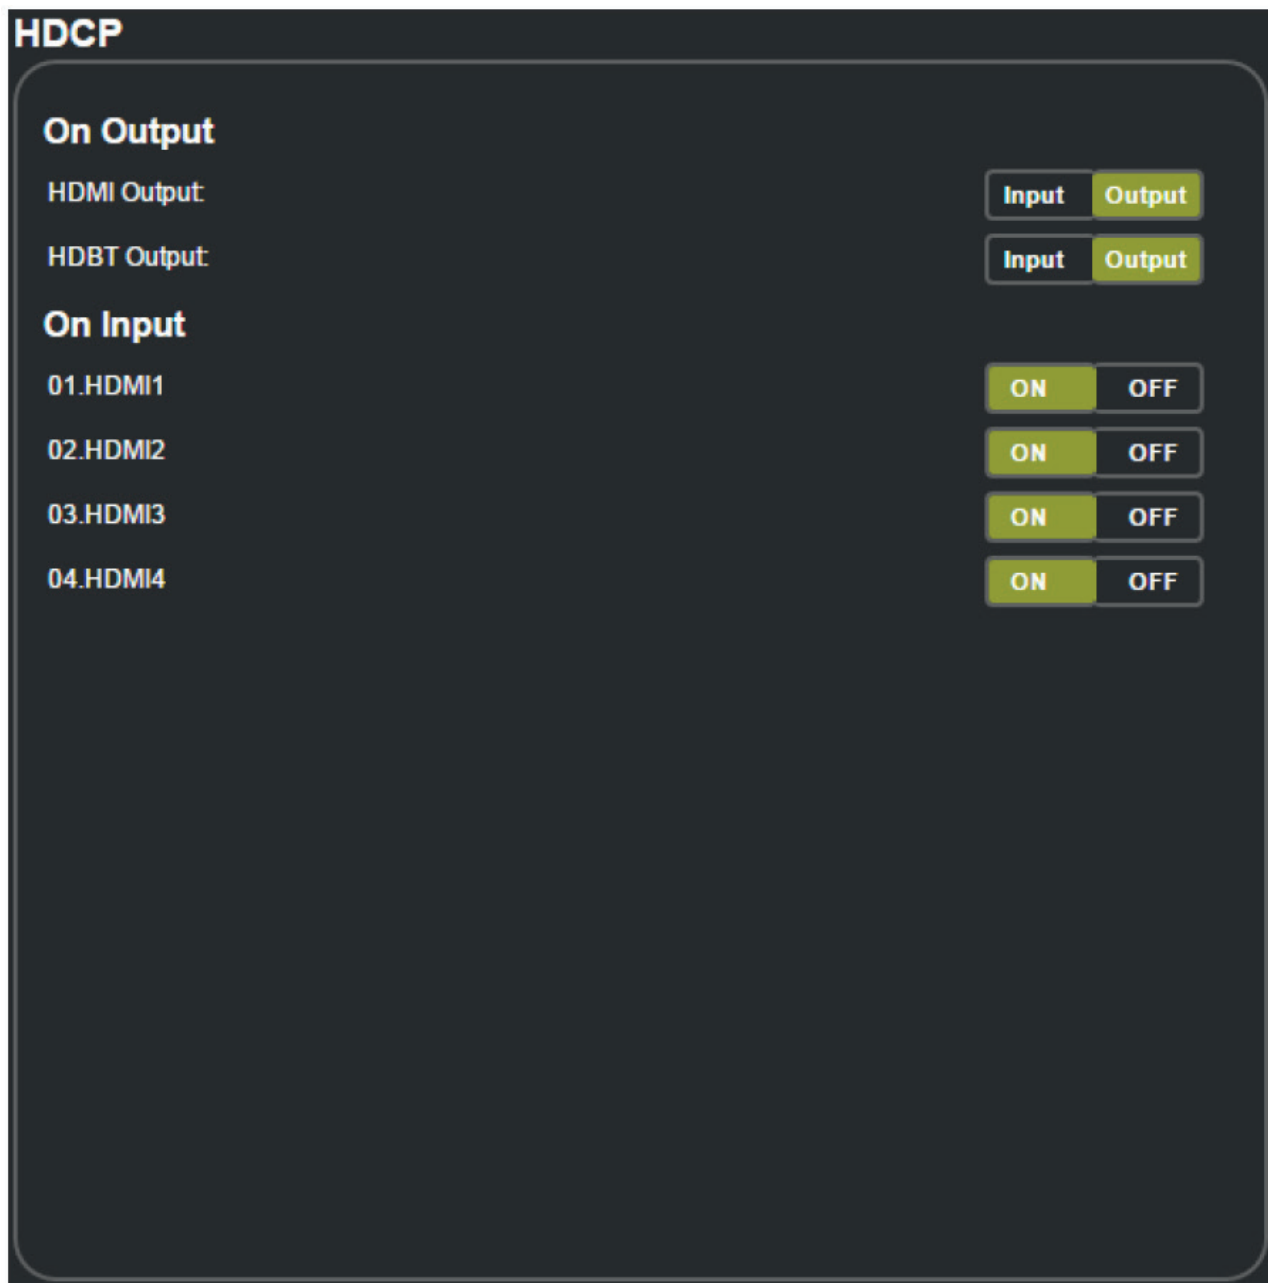 HDCP
On Output
HDMI Output: Input Output
HDBT Output: Input Output
On Input
01.HDMI1 ON OFF
02.HDMI2 ON OFF
03.HDMI3 ON OFF
04.HDMI4 ON OFF